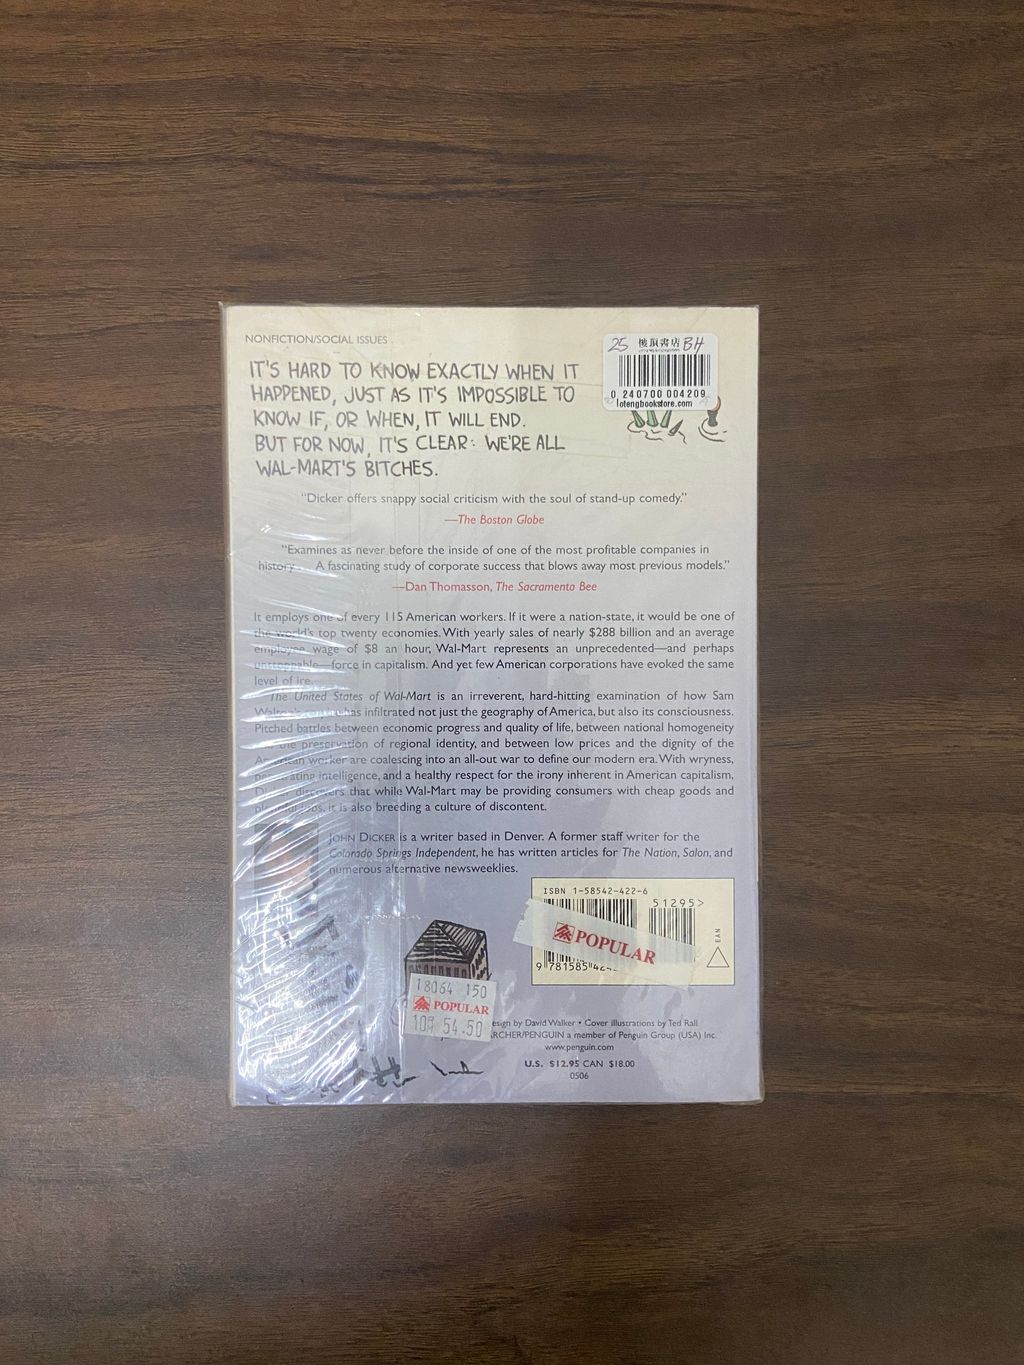 NONFICTION/SOCIAL ISSUES
25 BH
0 240700 004209
lotengbookstore.com
IT'S HARD TO KNOW EXACTLY WHEN IT
HAPPENED, JUST AS IT'S IMPOSSIBLE TO
KNOW IF, OR WHEN, IT WILL END.
BUT FOR NOW, IT'S CLEAR: WE'RE ALL
WAL-MART'S BITCHES.
"Dicker offers snappy social criticism with the soul of stand-up comedy."
—The Boston Globe
"Examines as never before the inside of one of the most profitable companies in
history . . . A fascinating study of corporate success that blows away most previous models."
—Dan Thomasson, The Sacramento Bee
It employs one of every 115 American workers. If it were a nation-state, it would be one of
the world's top twenty economies. With yearly sales of nearly $288 billion and an average
employee wage of $8 an hour, Wal-Mart represents an unprecedented—and perhaps
unstoppable—force in capitalism. And yet few American corporations have evoked the same
level of ire.
The United States of Wal-Mart is an irreverent, hard-hitting examination of how Sam
has infiltrated not just the geography of America, but also its consciousness.
Pitched battles between economic progress and quality of life, between national homogeneity
the preservation of regional identity, and between low prices and the dignity of the
American worker are coalescing into an all-out war to define our modern era. With wryness,
penetrating intelligence, and a healthy respect for the irony inherent in American capitalism,
discovers that while Wal-Mart may be providing consumers with cheap goods and
it is also breeding a culture of discontent.
JOHN DICKER is a writer based in Denver. A former staff writer for the
Colorado Springs Independent, he has written articles for The Nation, Salon, and
numerous alternative newsweeklies.
ISBN 1-58542-422-6
51295>
EAN
POPULAR
9 781585 424
18064 150
POPULAR
54.50
esign by David Walker • Cover illustrations by Ted Rall
RCHER/PENGUIN a member of Penguin Group (USA) Inc.
www.penguin.com
U.S. $12.95 CAN $18.00
0506